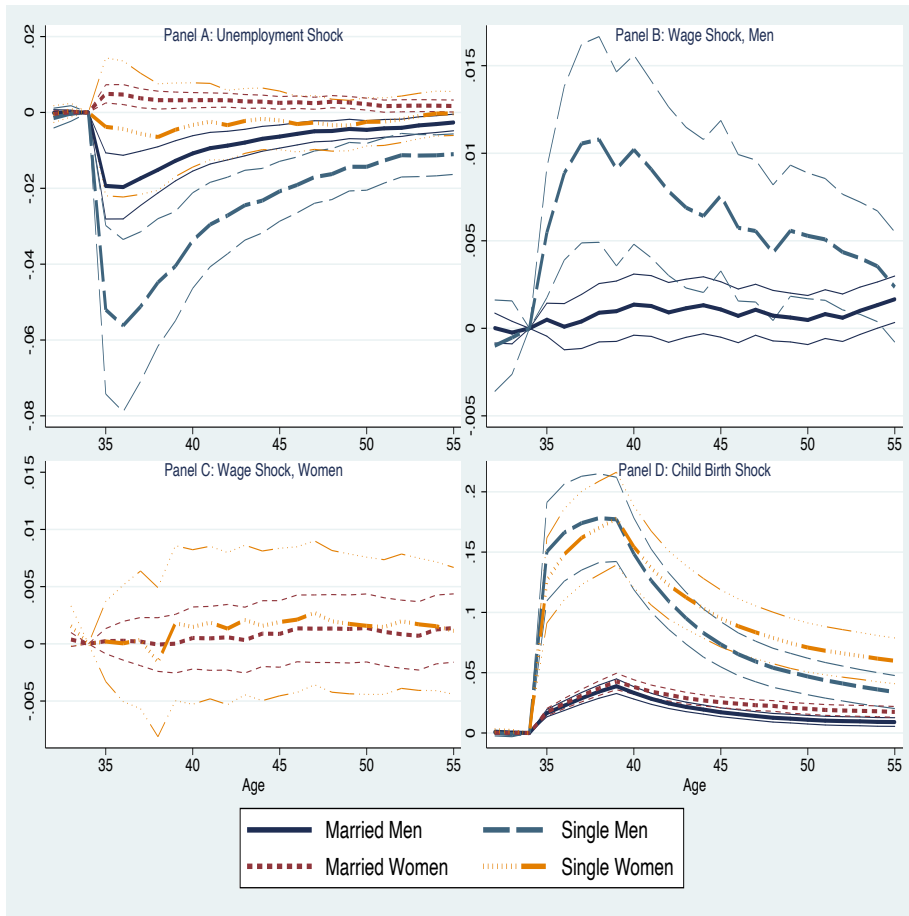 Panel A: Unemployment Shock
.02
0
-.02
-.04
-.06
-.08
35 40 45 50 55
Panel B: Wage Shock, Men
.015
.01
.005
0
-.005
35 40 45 50 55
Panel C: Wage Shock, Women
.015
.01
.005
0
-.005
35 40 45 50 55
Age
Panel D: Child Birth Shock
.2
.15
.1
.05
0
35 40 45 50 55
Age
Married Men Single Men
Married Women Single Women